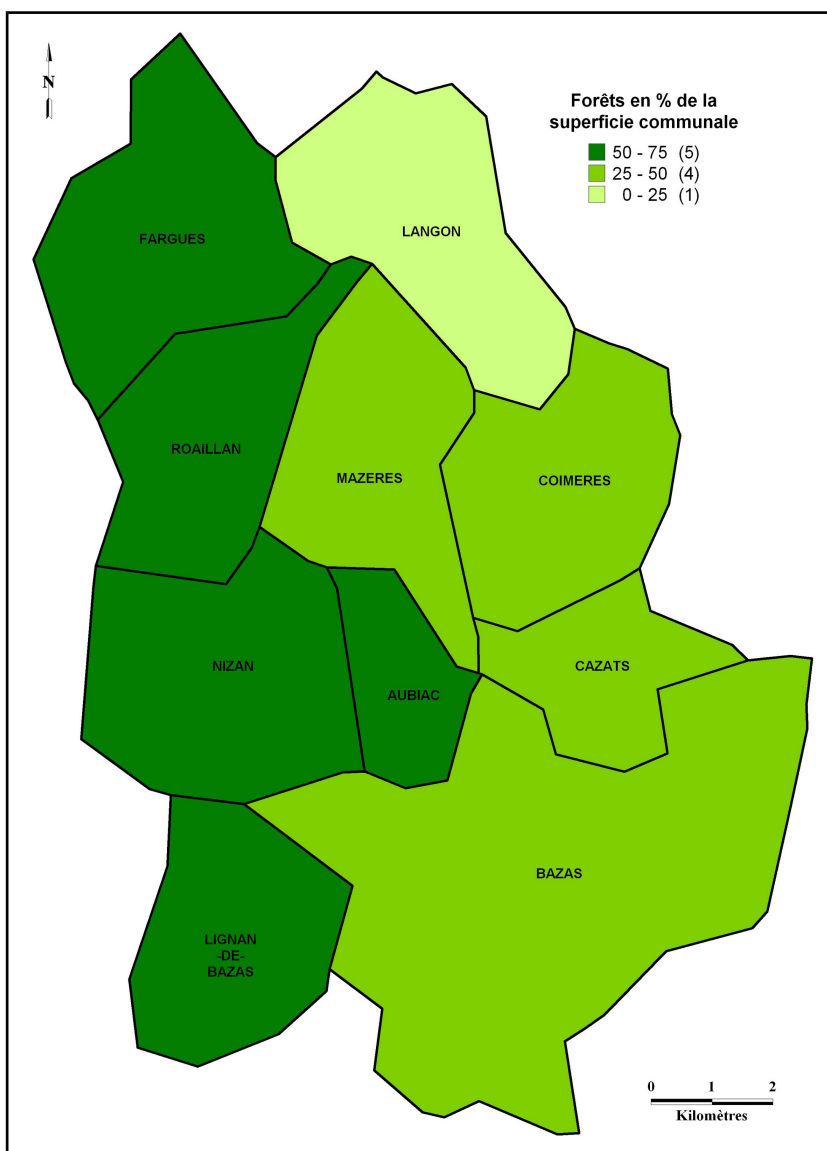 N
Forêts en % de la
superficie communale
50 - 75 (5)
25 - 50 (4)
0 - 25 (1)
LANGON
FARGUES
ROAILLAN
MAZERES
COIMERES
NIZAN
CAZATS
AUBIAC
BAZAS
LIGNAN
-DE-
BAZAS
0 1 2
Kilomètres